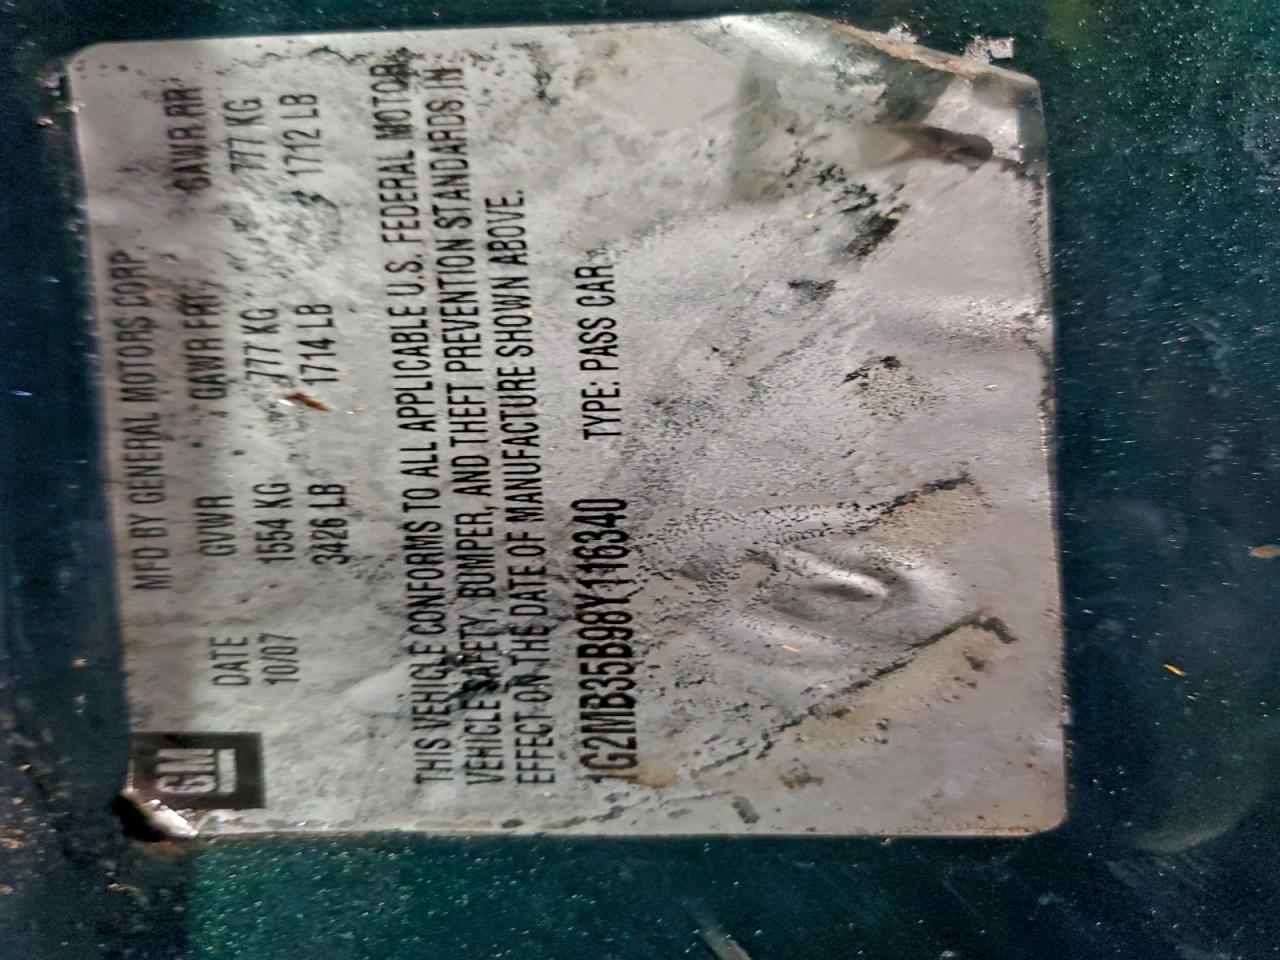 GM
MFD BY GENERAL MOTORS CORP
DATE GVWR GAWR FRT GAWR RR
10/07 1554 KG 777 KG 777 KG
3426 LB 1714 LB 1712 LB
THIS VEHICLE CONFORMS TO ALL APPLICABLE U.S. FEDERAL MOTOR
VEHICLE SAFETY, BUMPER, AND THEFT PREVENTION STANDARDS IN
EFFECT ON THE DATE OF MANUFACTURE SHOWN ABOVE.
1G2MB35B98Y116340 TYPE: PASS CAR